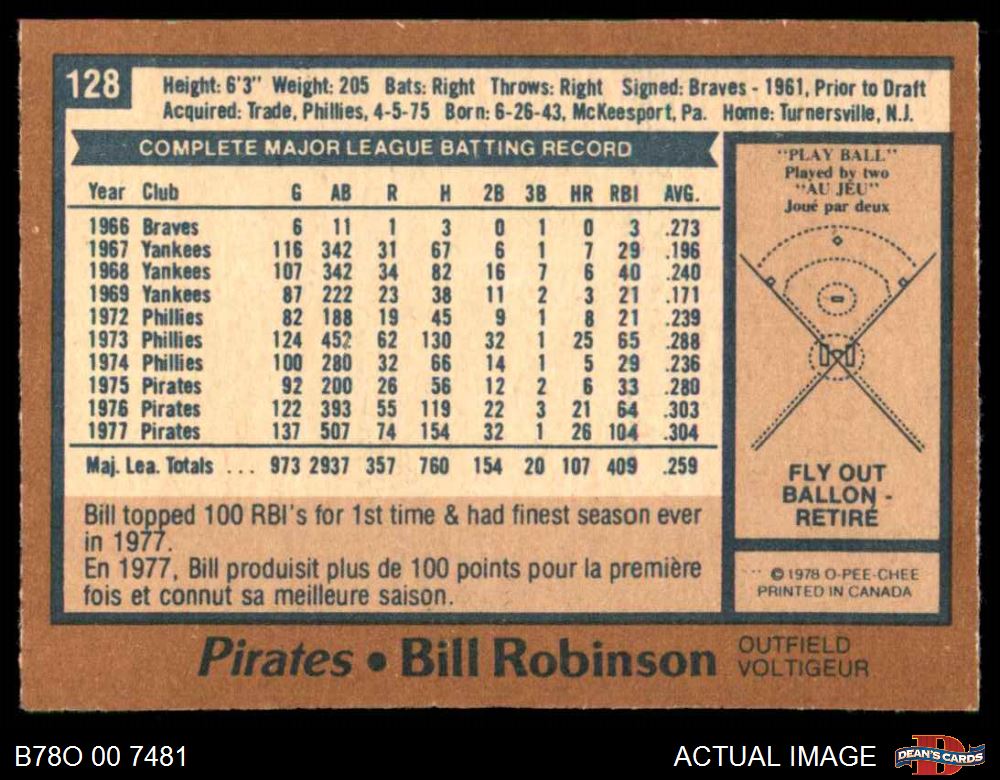 128
Height: 6'3" Weight: 205 Bats: Right Throws: Right Signed: Braves - 1961, Prior to Draft
Acquired: Trade, Phillies, 4-5-75 Born: 6-26-43, McKeesport, Pa. Home: Turnersville, N.J.
COMPLETE MAJOR LEAGUE BATTING RECORD
Year Club G AB R H 2B 3B HR RBI AVG.
1966 Braves 6 11 1 3 0 1 0 3 .273
1967 Yankees 116 342 31 67 6 1 7 29 .196
1968 Yankees 107 342 34 82 16 7 6 40 .240
1969 Yankees 87 222 23 38 11 2 3 21 .171
1972 Phillies 82 188 19 45 9 1 8 21 .239
1973 Phillies 124 452 62 130 32 1 25 65 .288
1974 Phillies 100 280 32 66 14 1 5 29 .236
1975 Pirates 92 200 26 56 12 2 6 33 .280
1976 Pirates 122 393 55 119 22 3 21 64 .303
1977 Pirates 137 507 74 154 32 1 26 104 .304
Maj. Lea. Totals ... 973 2937 357 760 154 20 107 409 .259
Bill topped 100 RBI's for 1st time & had finest season ever
in 1977.
En 1977, Bill produisit plus de 100 points pour la première
fois et connut sa meilleure saison.
"PLAY BALL"
Played by two
"AU JÉU"
Joué par deux
FLY OUT
BALLON -
RETIRÉ
© 1978 O-PEE-CHEE
PRINTED IN CANADA
Pirates • Bill Robinson
OUTFIELD
VOLTIGEUR
B78O 00 7481
ACTUAL IMAGE
DEAN'S CARDS